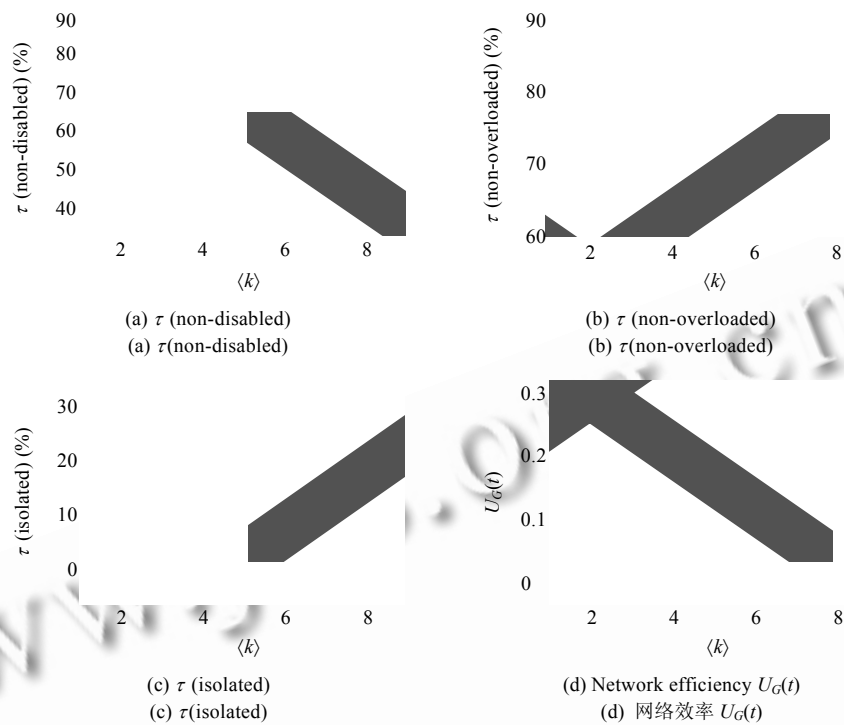 90
80
70
60
50
40
τ (non-disabled) (%)
2 4 6 8
⟨k⟩
(a) τ (non-disabled)
(a) τ(non-disabled)
90
80
70
60
τ (non-overloaded) (%)
2 4 6 8
⟨k⟩
(b) τ (non-overloaded)
(b) τ(non-overloaded)
30
20
10
0
τ (isolated) (%)
2 4 6 8
⟨k⟩
(c) τ (isolated)
(c) τ(isolated)
0.3
0.2
0.1
0
U_G(t)
2 4 6 8
⟨k⟩
(d) Network efficiency U_G(t)
(d) 网络效率 U_G(t)